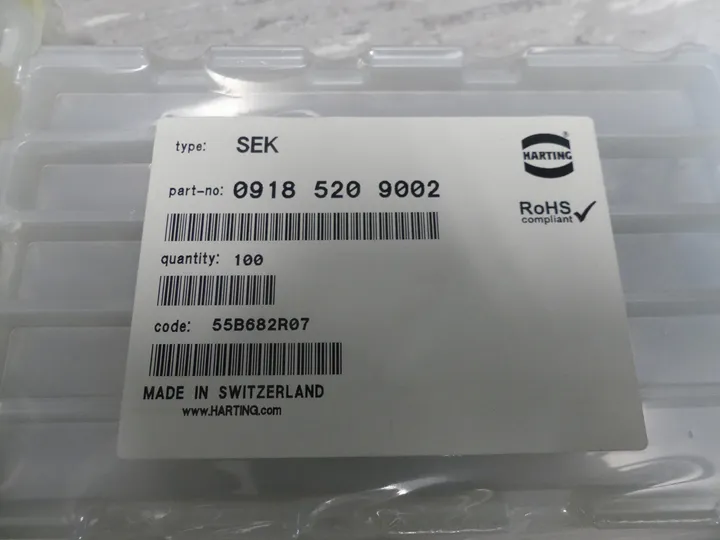 type: SEK
HARTING®
part-no: 0918 520 9002
RoHS
compliant
quantity: 100
code: 55B682R07
MADE IN SWITZERLAND
www.HARTING.com